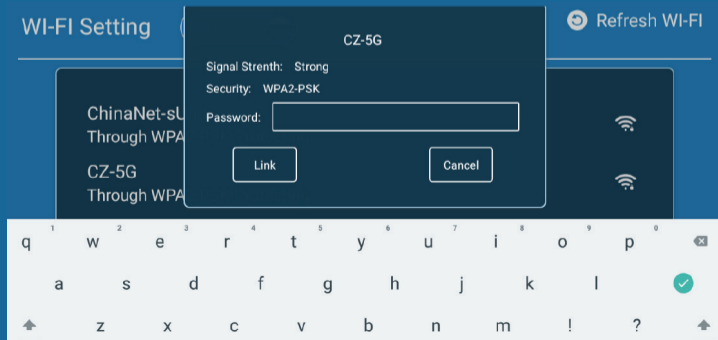 WI-FI Setting
Refresh WI-FI
CZ-5G
Signal Strenth: Strong
Security: WPA2-PSK
Password:
Link Cancel
ChinaNet-sU
Through WPA
CZ-5G
Through WPA
1 2 3 4 5 6 7 8 9 0
q w e r t y u i o p
a s d f g h j k l
z x c v b n m ! ?